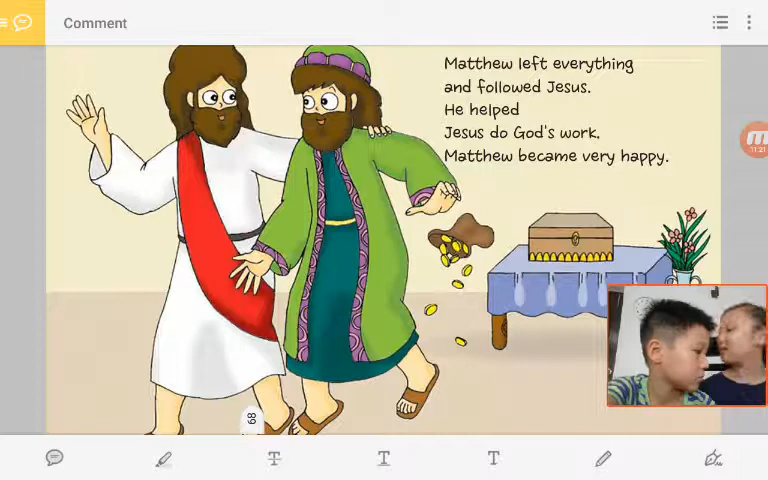 Comment
Matthew left everything
and followed Jesus.
He helped
Jesus do God's work.
Matthew became very happy.
11:21
68